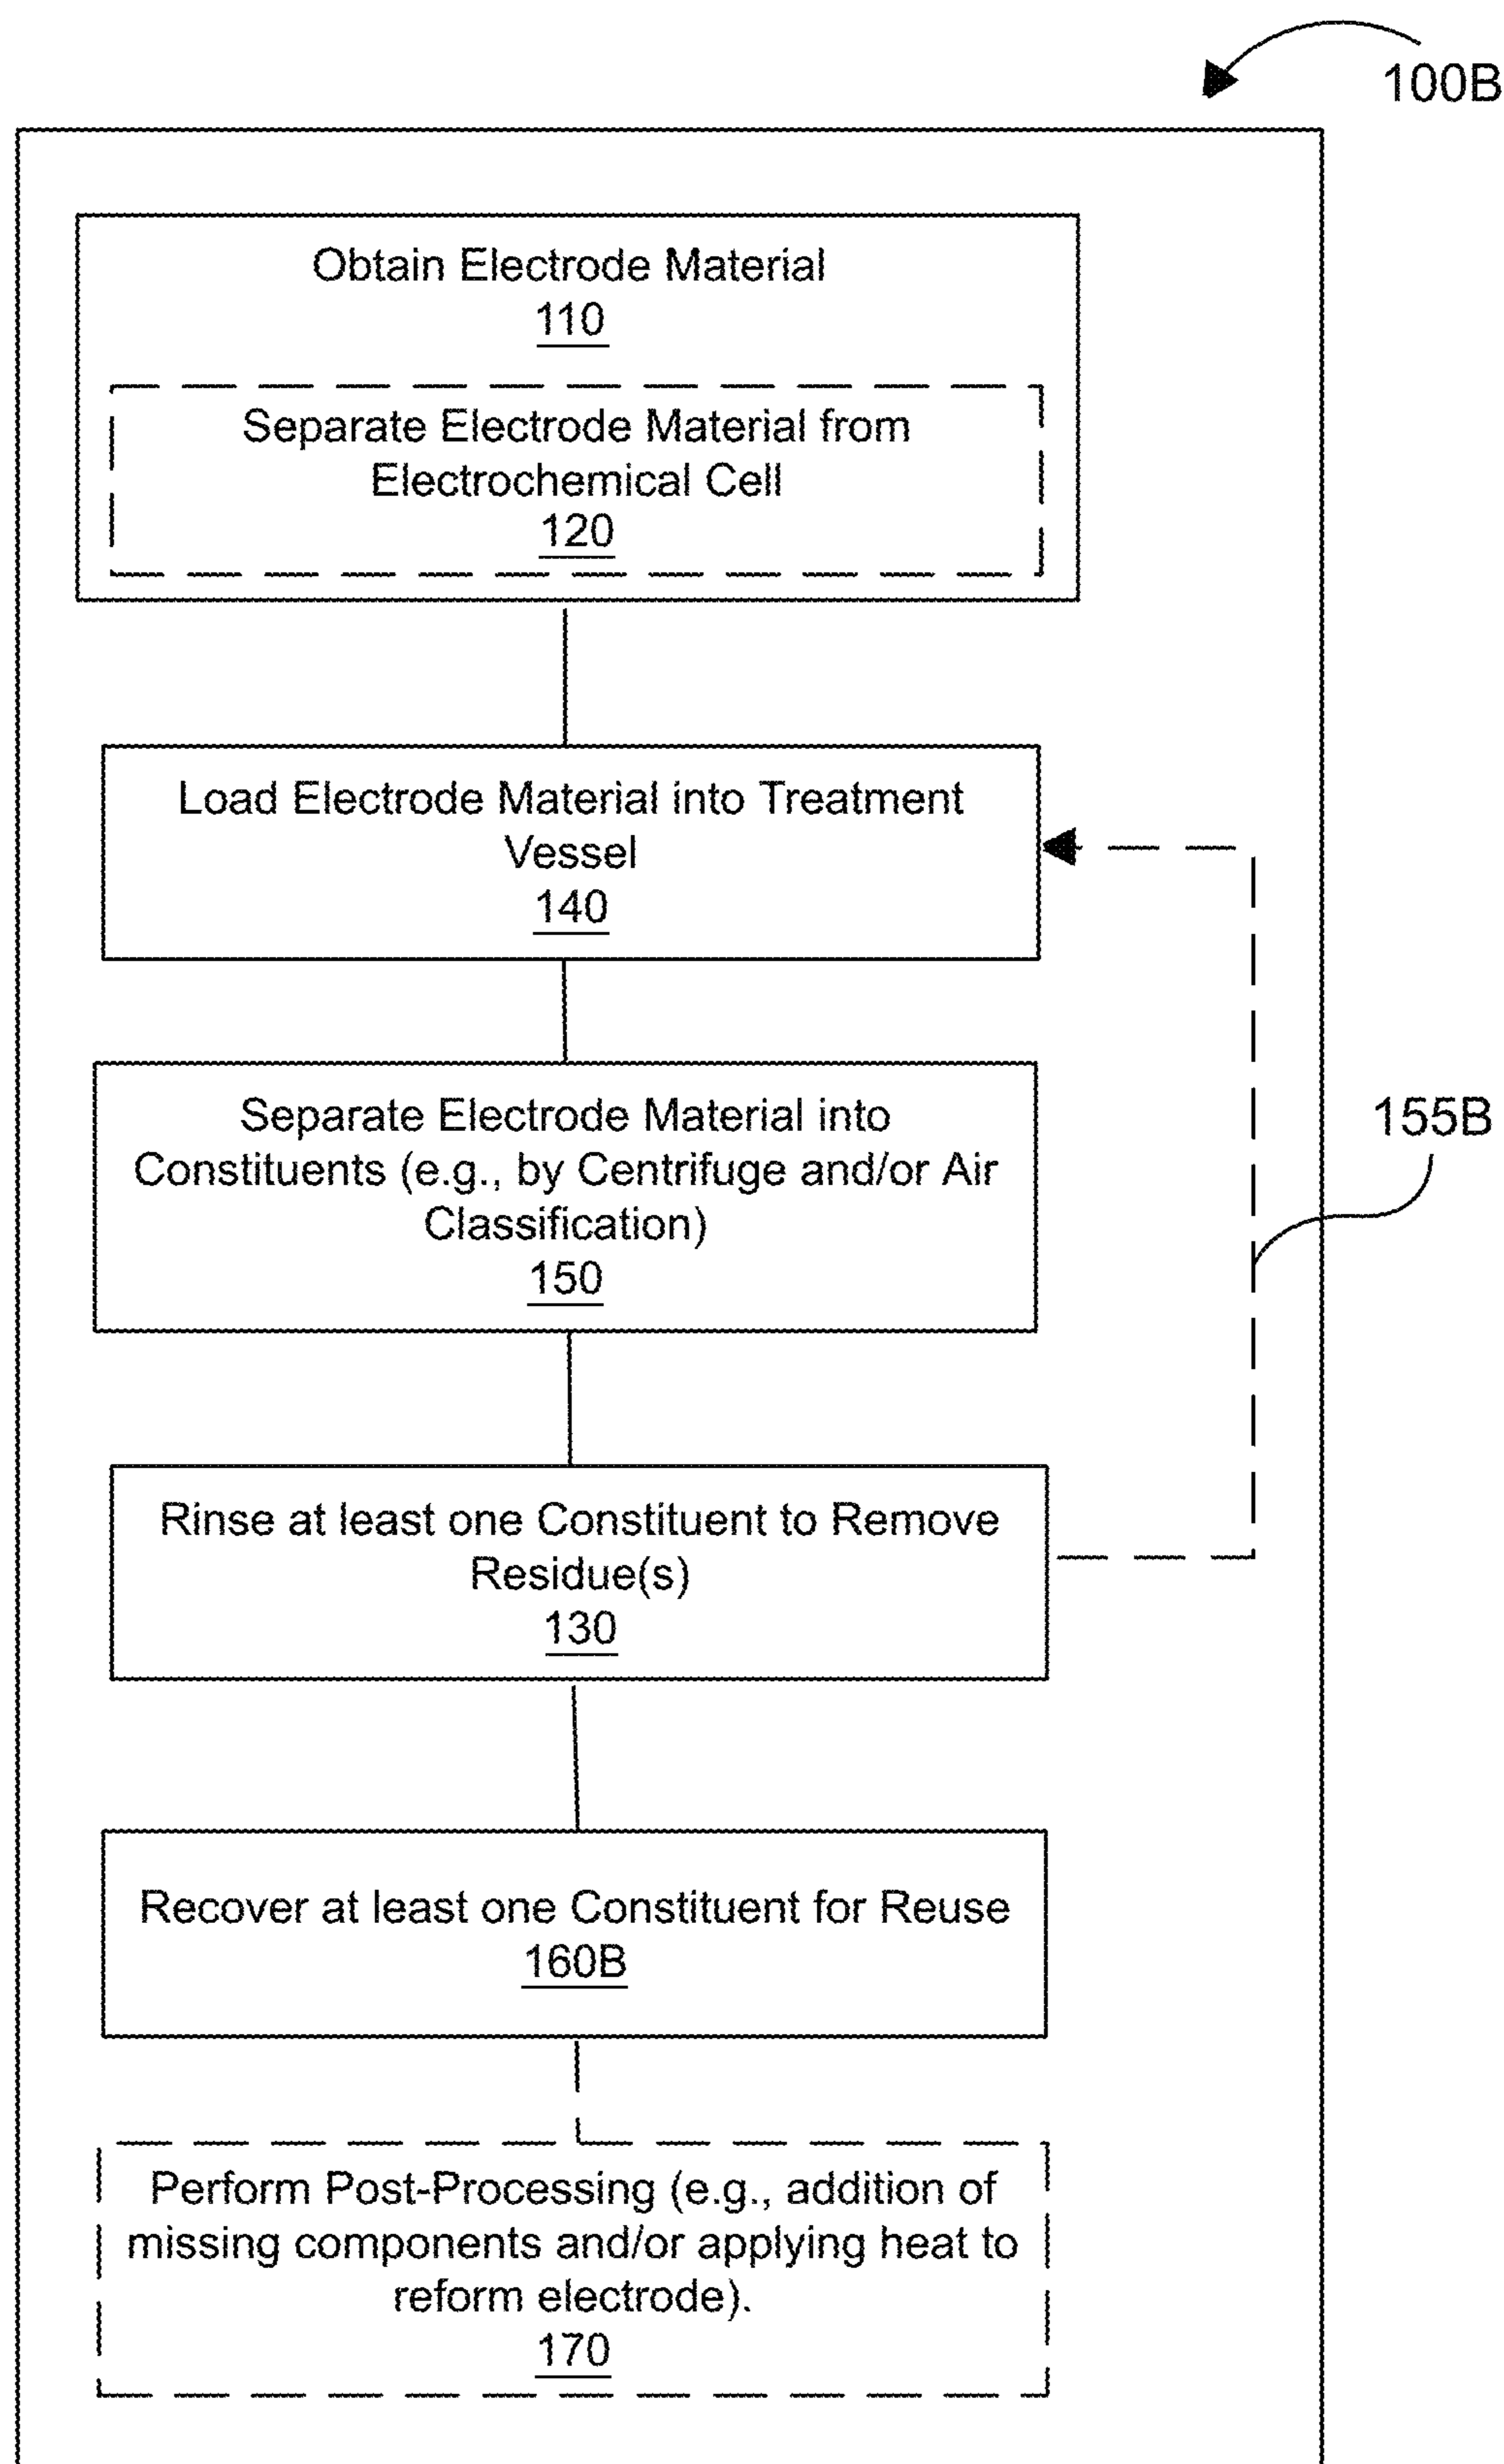 100B
Obtain Electrode Material
110
Separate Electrode Material from
Electrochemical Cell
120
Load Electrode Material into Treatment
Vessel
140
Separate Electrode Material into
Constituents (e.g., by Centrifuge and/or Air
Classification)
150
155B
Rinse at least one Constituent to Remove
Residue(s)
130
Recover at least one Constituent for Reuse
160B
Perform Post-Processing (e.g., addition of
missing components and/or applying heat to
reform electrode).
170